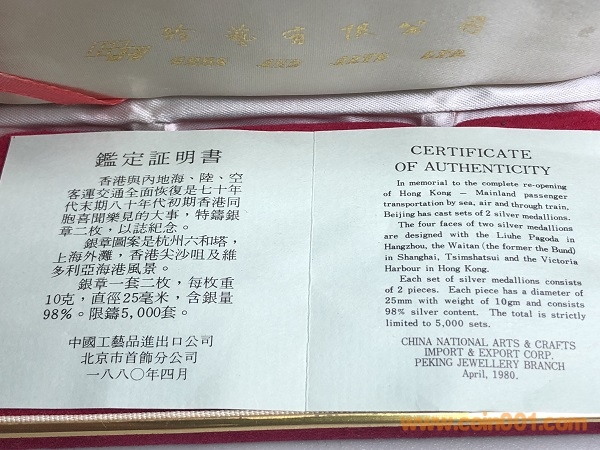 有限公司
鑑定証明書
香港與內地海、陸、空
客運交通全面恢復是七十年
代末期八十年代初期香港同
胞喜聞樂見的大事，特鑄銀
章二枚，以誌紀念。
銀章圖案是杭州六和塔，
上海外灘，香港尖沙咀及維
多利亞海港風景。
銀章一套二枚，每枚重
10克，直徑25毫米，含銀量
98%。限鑄5,000套。
中國工藝品進出口公司
北京市首飾分公司
一八八〇年四月
CERTIFICATE
OF AUTHENTICITY
In memorial to the complete re-opening
of Hong Kong – Mainland passenger
transportation by sea, air and through train,
Beijing has cast sets of 2 silver medallions.
The four faces of two silver medallions
are designed with the Liuhe Pagoda in
Hangzhou, the Waitan (the former the Bund)
in Shanghai, Tsimshatsui and the Victoria
Harbour in Hong Kong.
Each set of silver medallions consists
of 2 pieces. Each piece has a diameter of
25mm with weight of 10gm and consists
98% silver content. The total is strictly
limited to 5,000 sets.
CHINA NATIONAL ARTS & CRAFTS
IMPORT & EXPORT CORP.
PEKING JEWELLERY BRANCH
April, 1980.
www.coin001.com